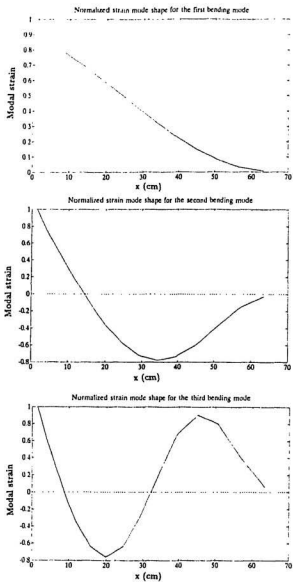 Normalized strain mode shape for the first bending mode
1
0.9
0.8
0.7
0.6
0.5
0.4
0.3
0.2
0.1
0
Modal strain
0 10 20 30 40 50 60 70
x (cm)
Normalized strain mode shape for the second bending mode
1
0.8
0.6
0.4
0.2
0
-0.2
-0.4
-0.6
-0.8
Modal strain
0 10 20 30 40 50 60 70
x (cm)
Normalized strain mode shape for the third bending mode
1
0.8
0.6
0.4
0.2
0
-0.2
-0.4
-0.6
-0.8
Modal strain
0 10 20 30 40 50 60 70
x (cm)